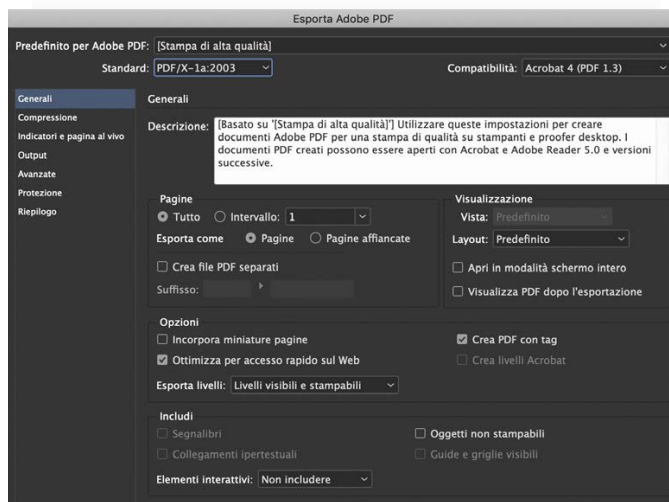 Esporta Adobe PDF
Predefinito per Adobe PDF: [Stampa di alta qualità]
Standard: PDF/X-1a:2003 Compatibilità: Acrobat 4 (PDF 1.3)
Generali
Compressione
Indicatori e pagina al vivo
Output
Avanzate
Protezione
Riepilogo
Generali
Descrizione: [Basato su '[Stampa di alta qualità]'] Utilizzare queste impostazioni per creare
documenti Adobe PDF per una stampa di qualità su stampanti e proofer desktop. I
documenti PDF creati possono essere aperti con Acrobat e Adobe Reader 5.0 e versioni
successive.
Pagine
Tutto Intervallo: 1
Esporta come Pagine Pagine affiancate
Crea file PDF separati
Suffisso:
Visualizzazione
Vista: Predefinito
Layout: Predefinito
Apri in modalità schermo intero
Visualizza PDF dopo l'esportazione
Opzioni
Incorpora miniature pagine Crea PDF con tag
Ottimizza per accesso rapido sul Web Crea livelli Acrobat
Esporta livelli: Livelli visibili e stampabili
Includi
Segnalibri Oggetti non stampabili
Collegamenti ipertestuali Guide e griglie visibili
Elementi interattivi: Non includere